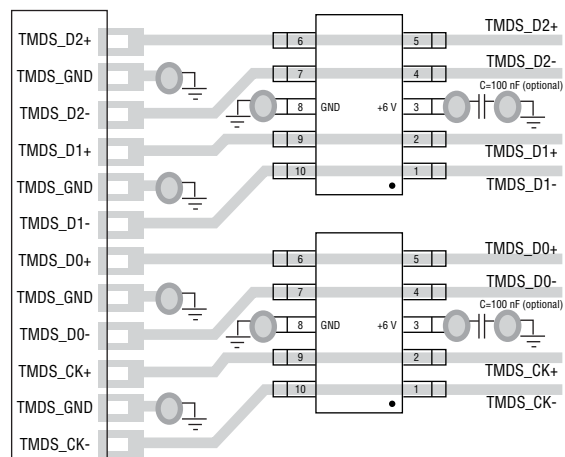 TMDS_D2+
TMDS_GND
TMDS_D2-
TMDS_D1+
TMDS_GND
TMDS_D1-
TMDS_D0+
TMDS_GND
TMDS_D0-
TMDS_CK+
TMDS_GND
TMDS_CK-
6 5
7 4
8 GND +6 V 3
9 2
10 1
TMDS_D2+
TMDS_D2-
C=100 nF (optional)
TMDS_D1+
TMDS_D1-
6 5
7 4
8 GND +6 V 3
9 2
10 1
TMDS_D0+
TMDS_D0-
C=100 nF (optional)
TMDS_CK+
TMDS_CK-